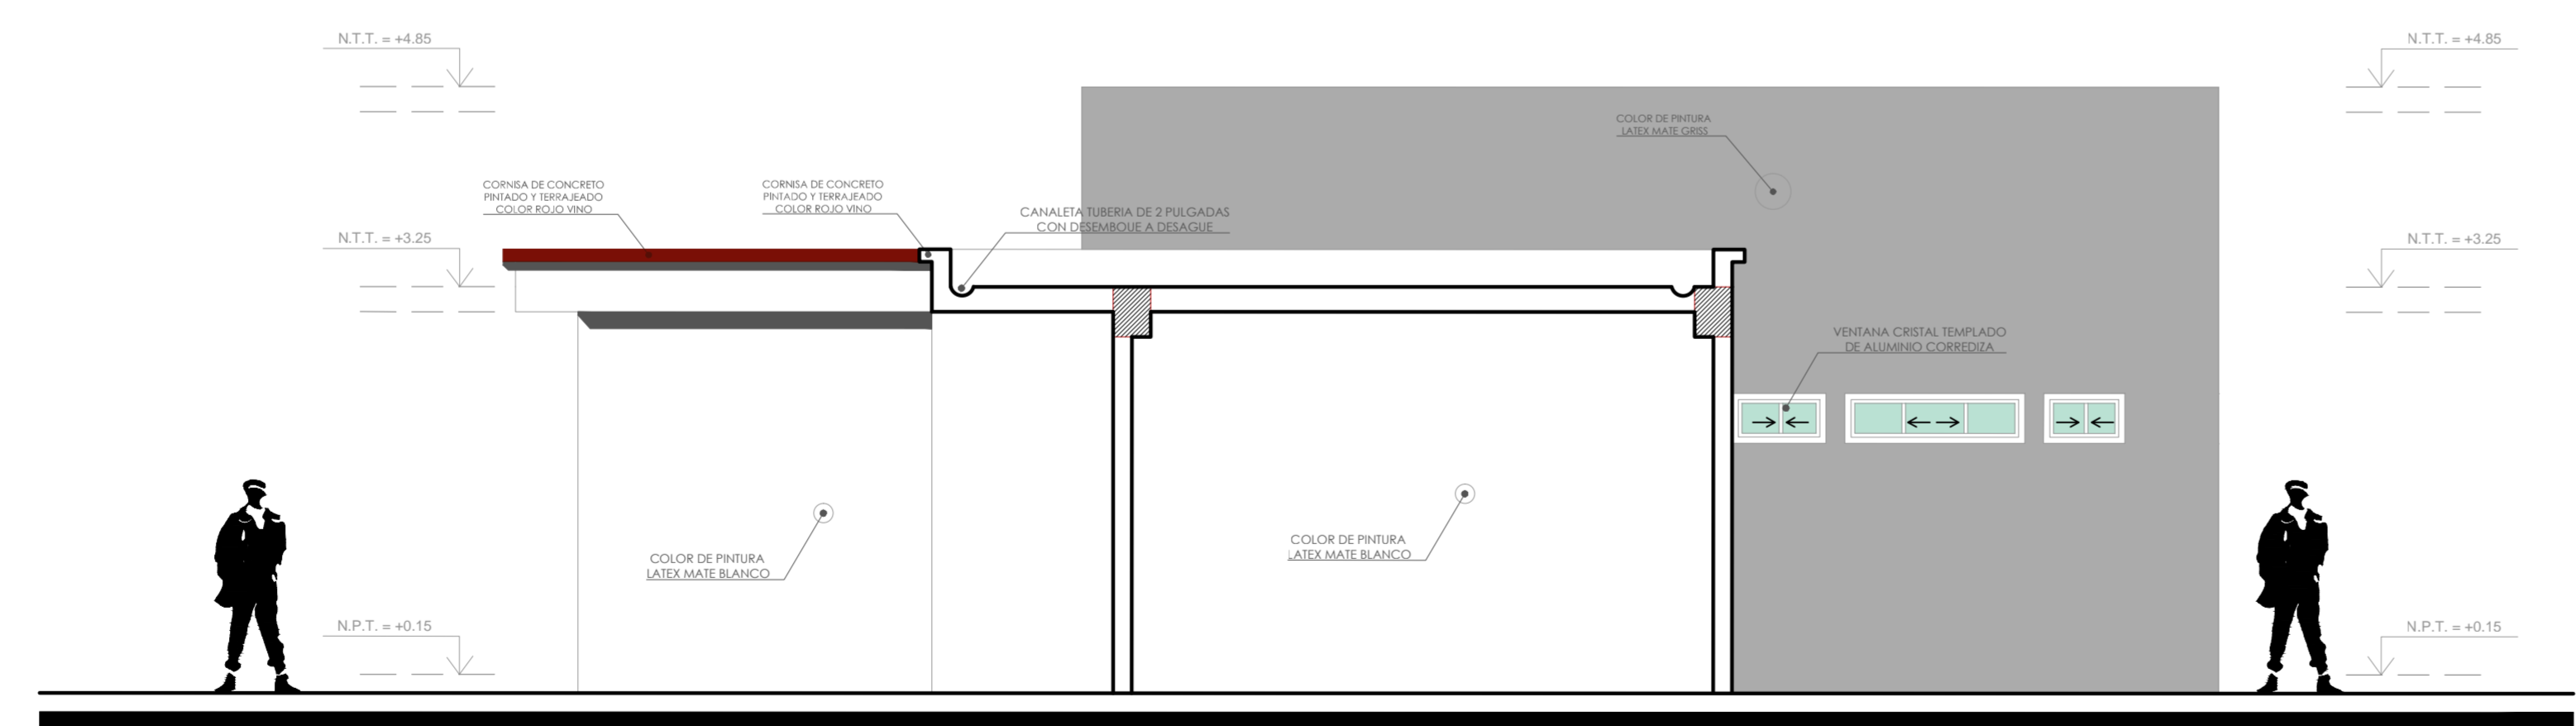 N.T.T. = +4.85
N.T.T. = +4.85
COLOR DE PINTURA
LATEX MATE GRISS
CORNISA DE CONCRETO
PINTADO Y TERRAJEADO
COLOR ROJO VINO
CORNISA DE CONCRETO
PINTADO Y TERRAJEADO
COLOR ROJO VINO
CANALETA TUBERIA DE 2 PULGADAS
CON DESEMBOUE A DESAGUE
N.T.T. = +3.25
N.T.T. = +3.25
VENTANA CRISTAL TEMPLADO
DE ALUMINIO CORREDIZA
COLOR DE PINTURA
LATEX MATE BLANCO
COLOR DE PINTURA
LATEX MATE BLANCO
N.P.T. = +0.15
N.P.T. = +0.15